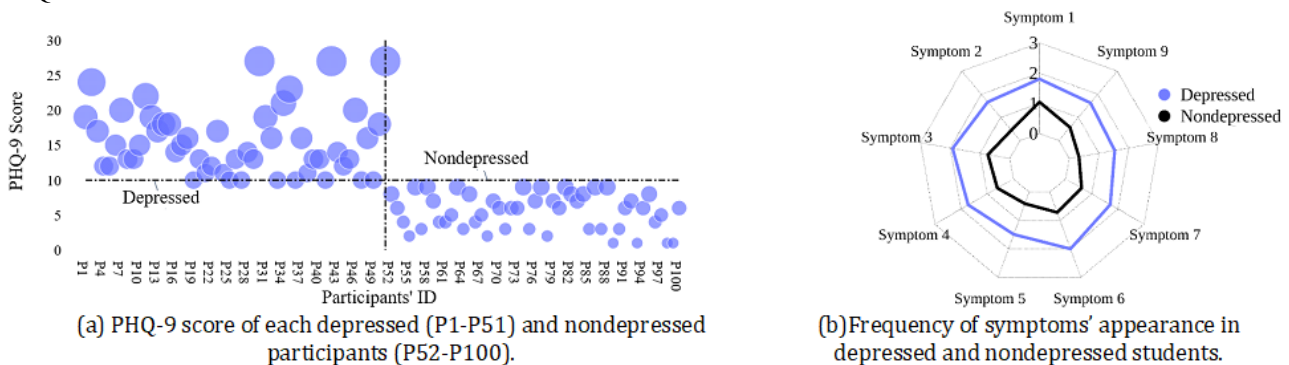 30
25
20
15
10
5
0
PHQ-9 Score
Nondepressed
Depressed
P1 P4 P7 P10 P13 P16 P19 P22 P25 P28 P31 P34 P37 P40 P43 P46 P49 P52 P55 P58 P61 P64 P67 P70 P73 P76 P79 P82 P85 P88 P91 P94 P97 P100
Participants' ID
(a) PHQ-9 score of each depressed (P1-P51) and nondepressed
participants (P52-P100).
Symptom 1
Symptom 2
Symptom 9
3
2
1
0
Depressed
Nondepressed
Symptom 3
Symptom 8
Symptom 4
Symptom 7
Symptom 5
Symptom 6
(b)Frequency of symptoms’ appearance in
depressed and nondepressed students.